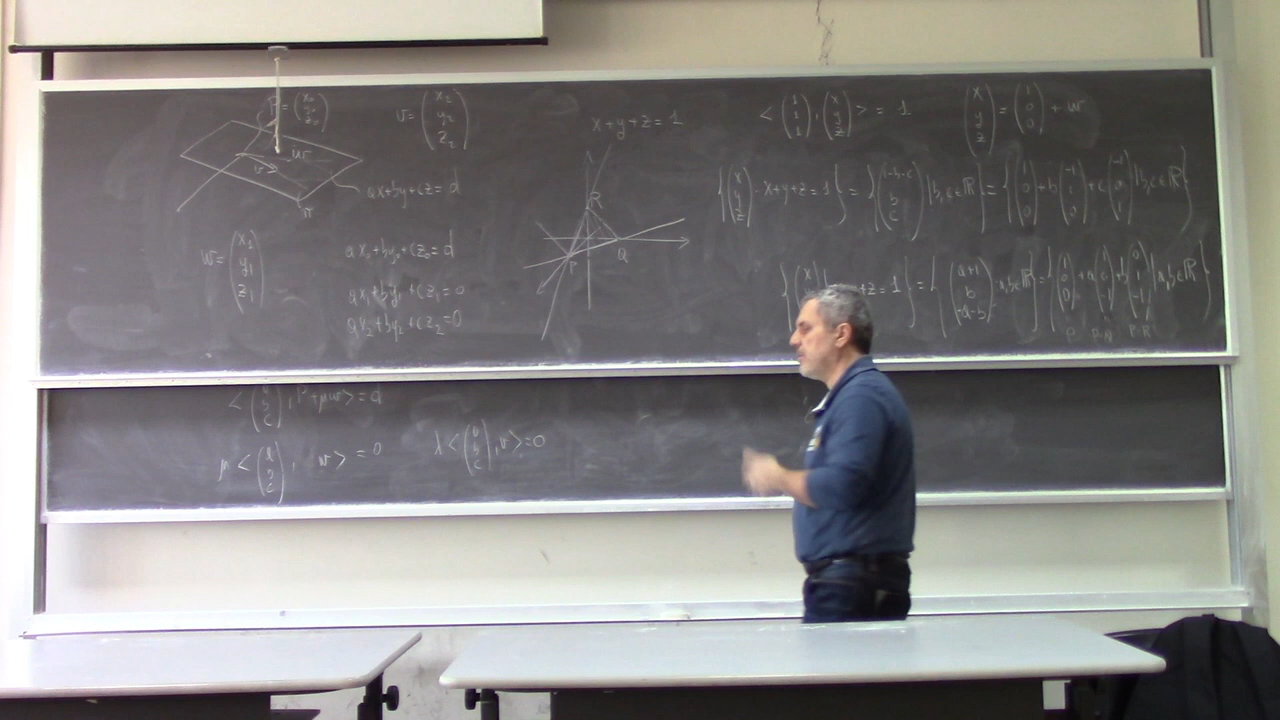 P = (x₀ y₀ z₀)
v = (x₂ y₂ z₂)
w
v
π
ax+by+cz = d
w = (x₁ y₁ z₁)
ax₀+by₀+cz₀ = d
ax₁+by₁+cz₁ = 0
ax₂+by₂+cz₂ = 0
x+y+z = 1
R
P
Q
< (1 1 1), (x y z) > = 1
(x y z) = (1 0 0) + w
{ (x y z) : x+y+z = 1 } = { (1-b-c b c) | b,c∈ℝ } = { (1 0 0) + b (-1 1 0) + c (-1 0 1) | b,c∈ℝ }
+z = 1 } = { (a+1 b -a-b) : a,b∈ℝ } = { (1 0 0) + a (1 0 -1) + b (0 1 -1) | a,b∈ℝ }
P P-Q P-R
, P+μw > = d
μ < , w > = 0
λ < , v > = 0